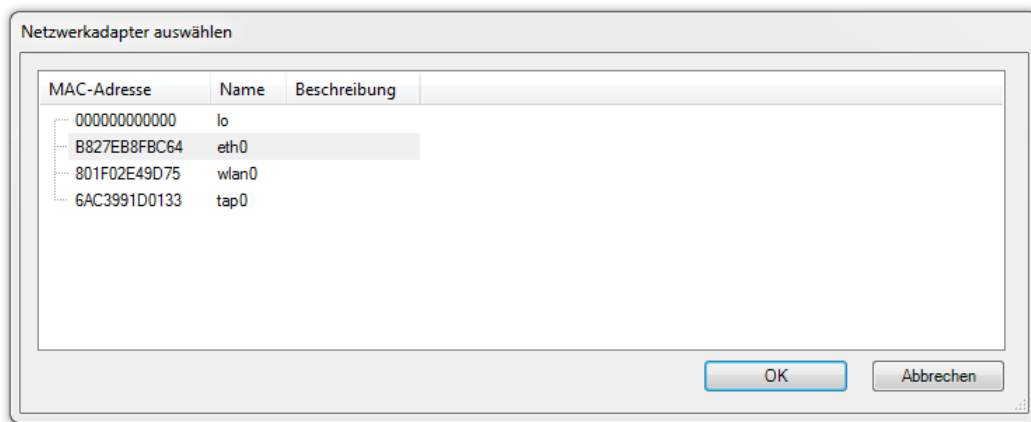 Netzwerkadapter auswählen
MAC-Adresse Name Beschreibung
000000000000 lo
B827EB8FBC64 eth0
801F02E49D75 wlan0
6AC3991D0133 tap0
OK Abbrechen